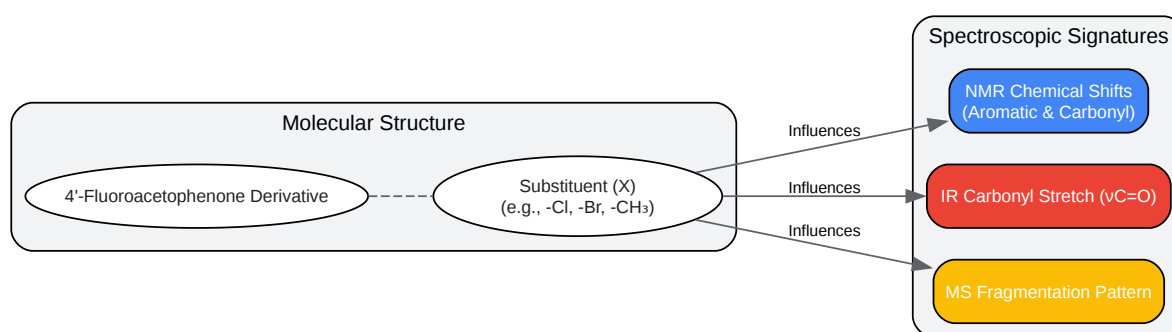 Spectroscopic Signatures
NMR Chemical Shifts
(Aromatic & Carbonyl)
Molecular Structure
Influences
4'-Fluoroacetophenone Derivative
Substituent (X)
(e.g., -Cl, -Br, -CH₃)
Influences
IR Carbonyl Stretch (νC=O)
Influences
MS Fragmentation Pattern